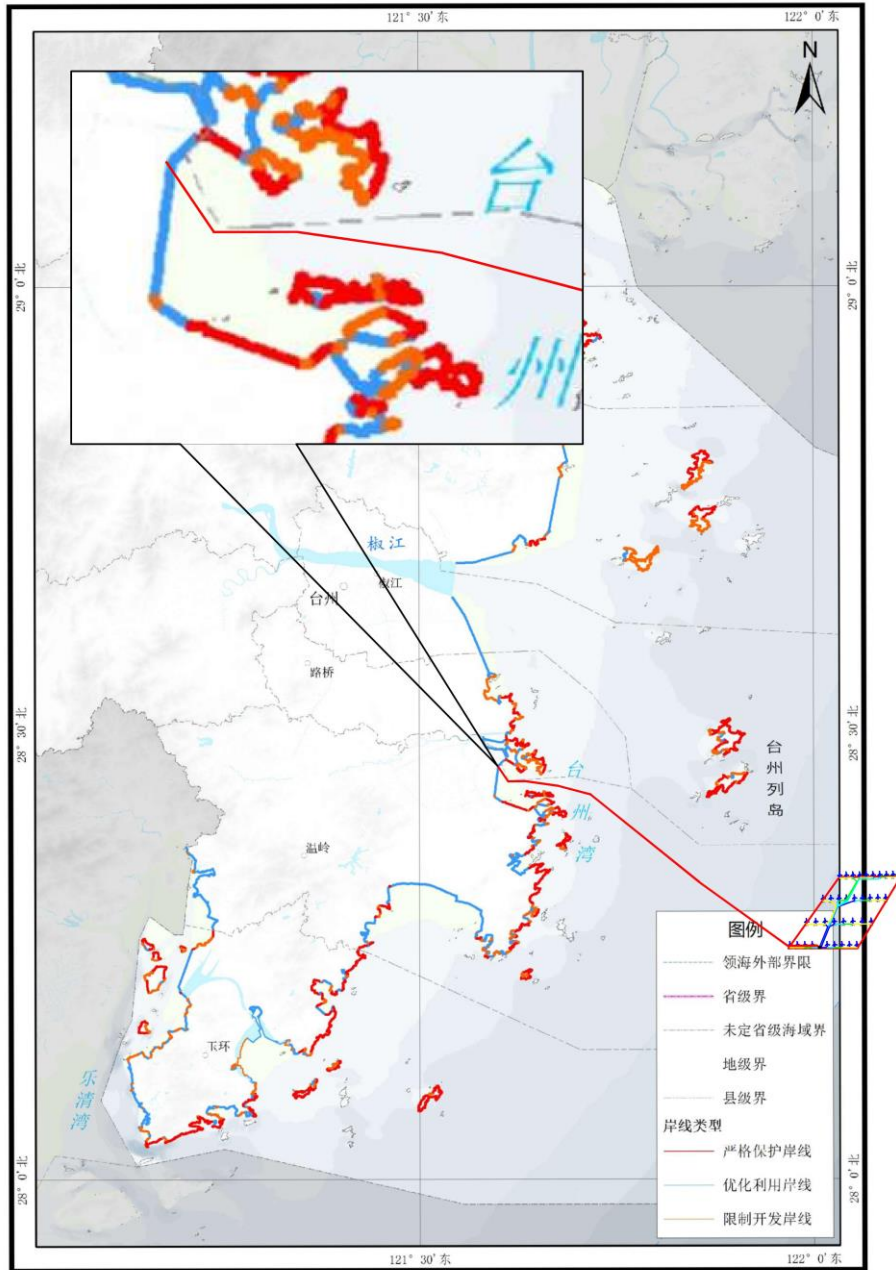 121° 30′ 东
122° 0′ 东
N
台
州
29° 0′ 北
29° 0′ 北
椒江
椒江
台州
路桥
28° 30′ 北
28° 30′ 北
台
州
湾
台州列岛
温岭
玉环
乐清湾
图例
领海外部界限
省级界
未定省级海域界
地级界
县级界
岸线类型
严格保护岸线
优化利用岸线
限制开发岸线
28° 0′ 北
28° 0′ 北
121° 30′ 东
122° 0′ 东